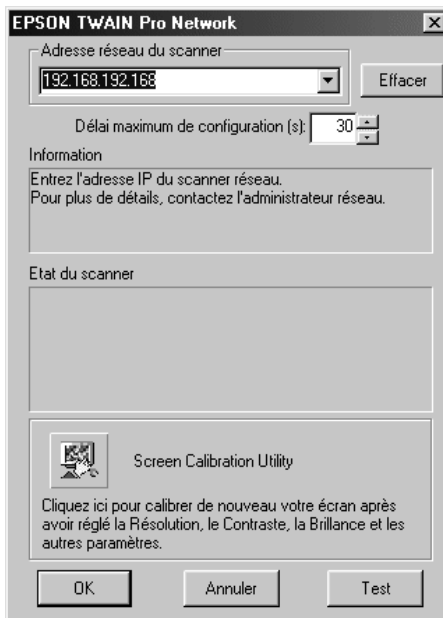 EPSON TWAIN Pro Network
Adresse réseau du scanner
192.168.192.168
Effacer
Délai maximum de configuration (s): 30
Information
Entrez l'adresse IP du scanner réseau.
Pour plus de détails, contactez l'administrateur réseau.
Etat du scanner
Screen Calibration Utility
Cliquez ici pour calibrer de nouveau votre écran après
avoir réglé la Résolution, le Contraste, la Brillance et les
autres paramètres.
OK
Annuler
Test